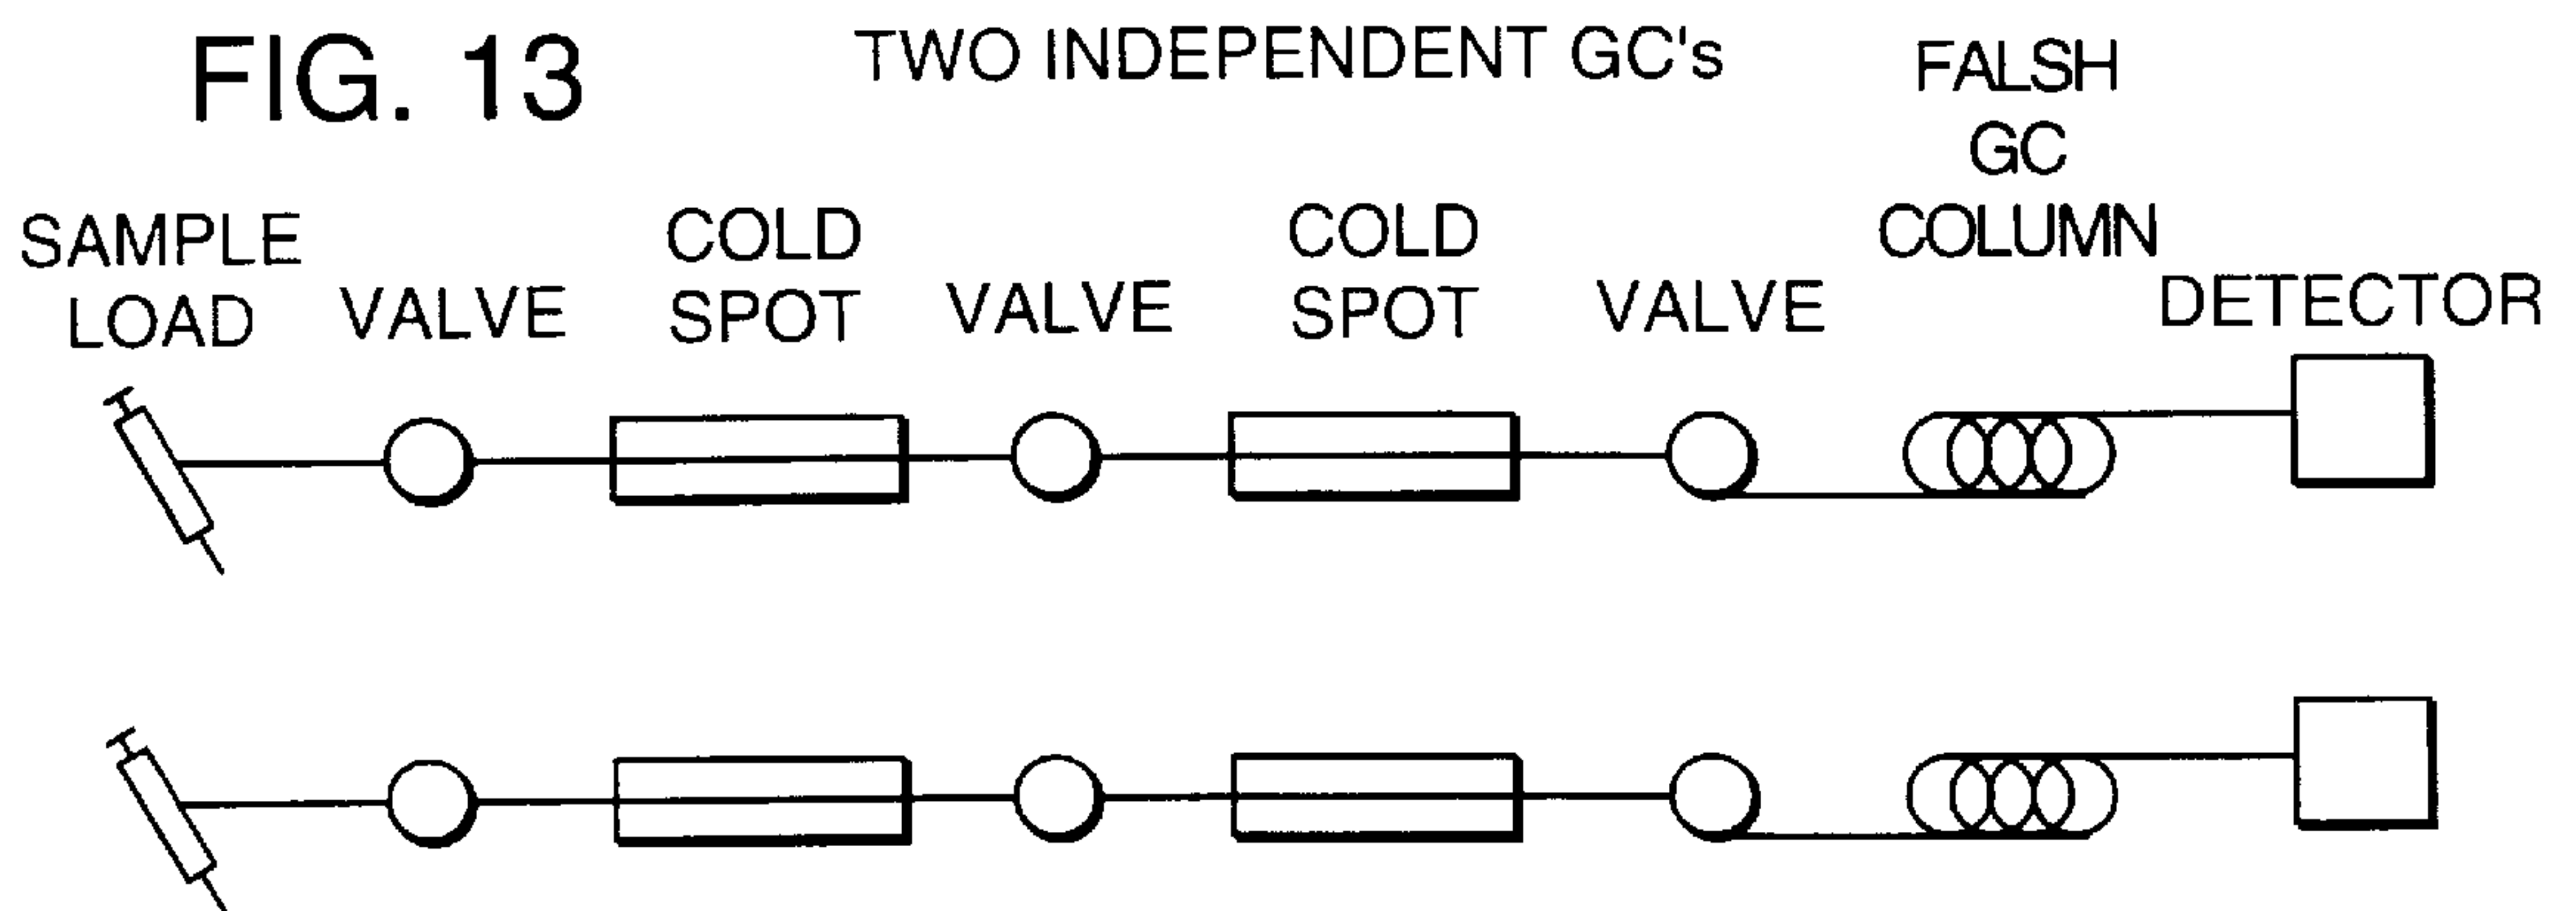 FIG. 13
TWO INDEPENDENT GC's
FALSH
GC
COLUMN
SAMPLE
LOAD
VALVE
COLD
SPOT
VALVE
COLD
SPOT
VALVE
DETECTOR